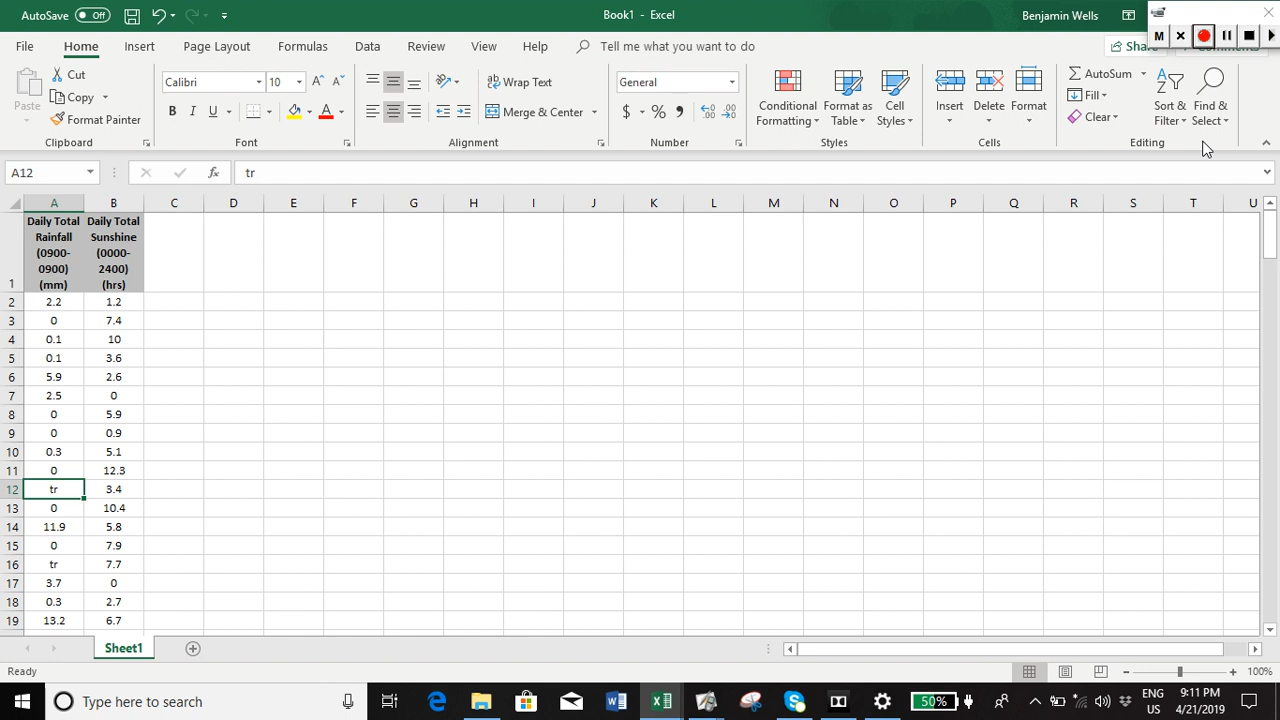 AutoSave Off
Book1 - Excel
Benjamin Wells
M
File Home Insert Page Layout Formulas Data Review View Help Tell me what you want to do Share Comments
Paste
Cut
Copy
Format Painter
Clipboard
Calibri 10
B I U
Font
Wrap Text
Merge & Center
Alignment
General
$ %
Number
Conditional Formatting
Format as Table
Cell Styles
Styles
Insert
Delete
Format
Cells
AutoSum
Fill
Clear
Sort & Filter
Find & Select
Editing
A12 fx tr
A B C D E F G H I J K L M N O P Q R S T U
1 Daily Total Rainfall (0900-0900) (mm) Daily Total Sunshine (0000-2400) (hrs)
2 2.2 1.2
3 0 7.4
4 0.1 10
5 0.1 3.6
6 5.9 2.6
7 2.5 0
8 0 5.9
9 0 0.9
10 0.3 5.1
11 0 12.3
12 tr 3.4
13 0 10.4
14 11.9 5.8
15 0 7.9
16 tr 7.7
17 3.7 0
18 0.3 2.7
19 13.2 6.7
Sheet1
Ready
100%
Type here to search
50%
ENG
US
9:11 PM
4/21/2019